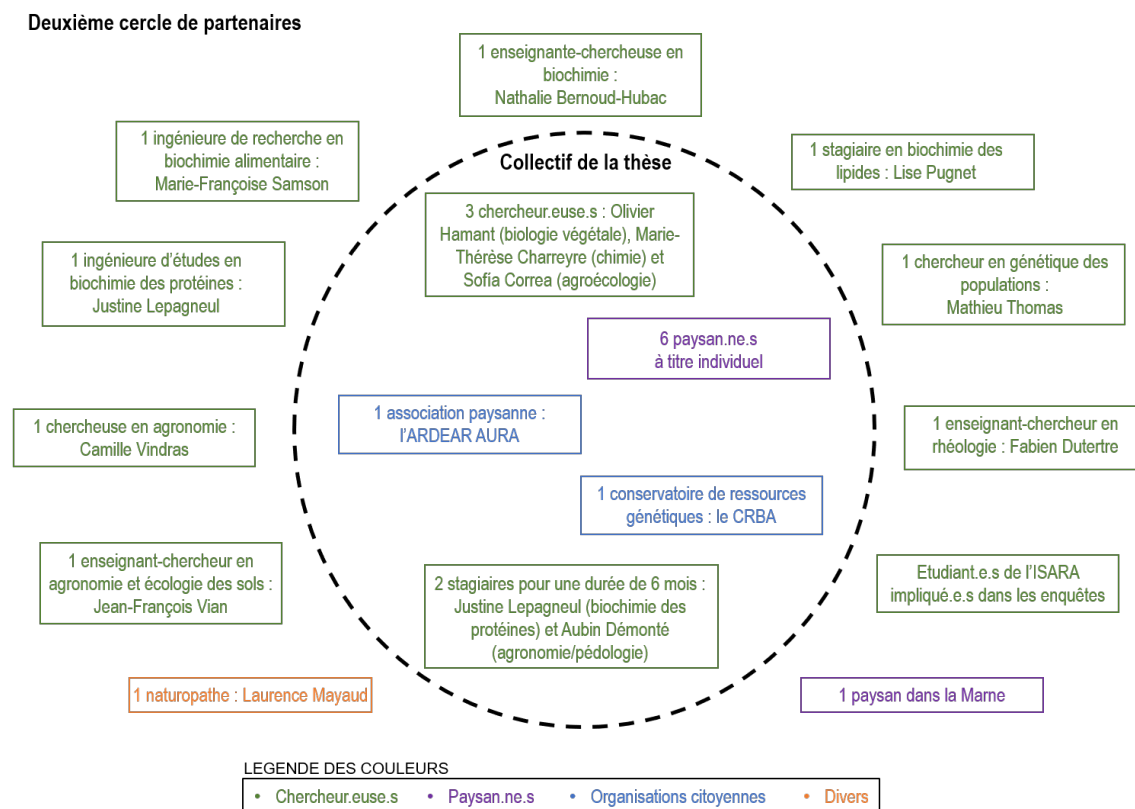 Deuxième cercle de partenaires
1 enseignante-chercheuse en
biochimie :
Nathalie Bernoud-Hubac
1 ingénieure de recherche en
biochimie alimentaire :
Marie-Françoise Samson
1 stagiaire en biochimie des
lipides : Lise Pugnet
Collectif de la thèse
3 chercheur.euse.s : Olivier
Hamant (biologie végétale), Marie-
Thérèse Charreyre (chimie) et
Sofía Correa (agroécologie)
1 ingénieure d’études en
biochimie des protéines :
Justine Lepagneul
1 chercheur en génétique des
populations :
Mathieu Thomas
6 paysan.ne.s
à titre individuel
1 association paysanne :
l’ARDEAR AURA
1 chercheuse en agronomie :
Camille Vindras
1 enseignant-chercheur en
rhéologie : Fabien Dutertre
1 conservatoire de ressources
génétiques : le CRBA
1 enseignant-chercheur en
agronomie et écologie des sols :
Jean-François Vian
2 stagiaires pour une durée de 6 mois :
Justine Lepagneul (biochimie des
protéines) et Aubin Démonté
(agronomie/pédologie)
Etudiant.e.s de l’ISARA
impliqué.e.s dans les enquêtes
1 naturopathe : Laurence Mayaud
1 paysan dans la Marne
LEGENDE DES COULEURS
• Chercheur.euse.s • Paysan.ne.s • Organisations citoyennes • Divers